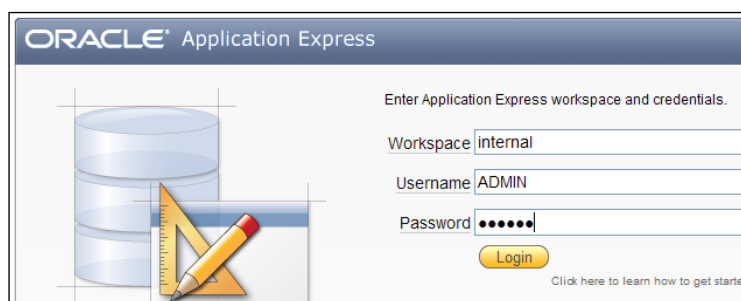 ORACLE Application Express
Enter Application Express workspace and credentials.
Workspace internal
Username ADMIN
Password ••••••
Login
Click here to learn how to get starte